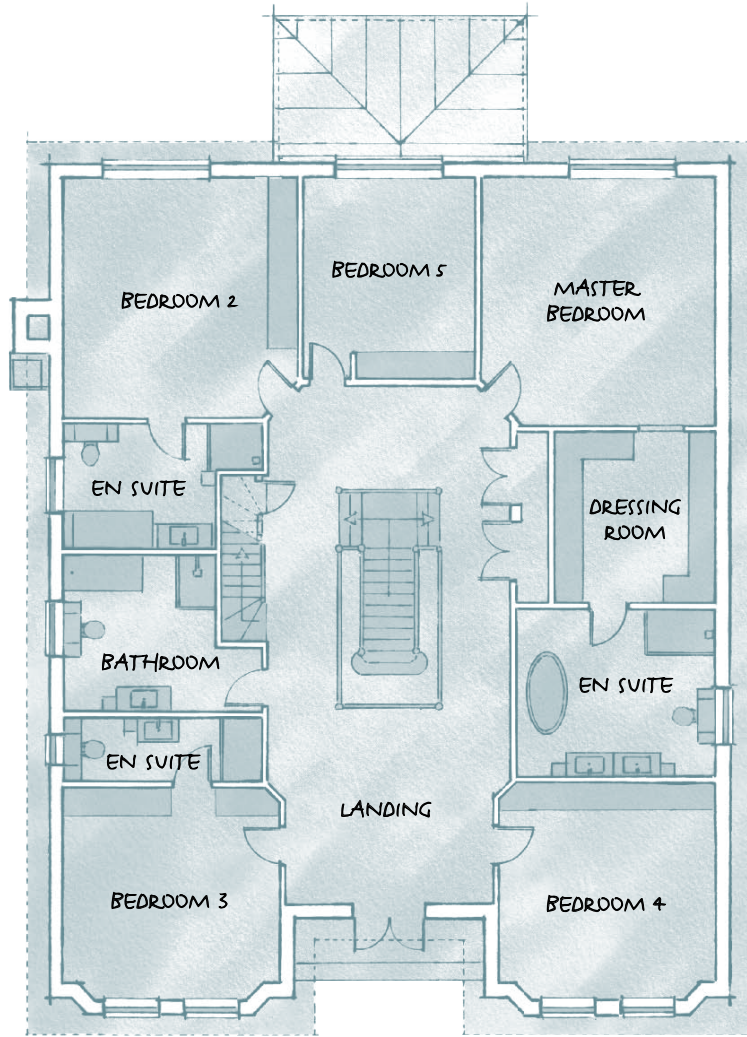 BEDROOM 2
BEDROOM 5
MASTER
BEDROOM
EN SUITE
DRESSING
ROOM
BATHROOM
EN SUITE
EN SUITE
LANDING
BEDROOM 3
BEDROOM 4